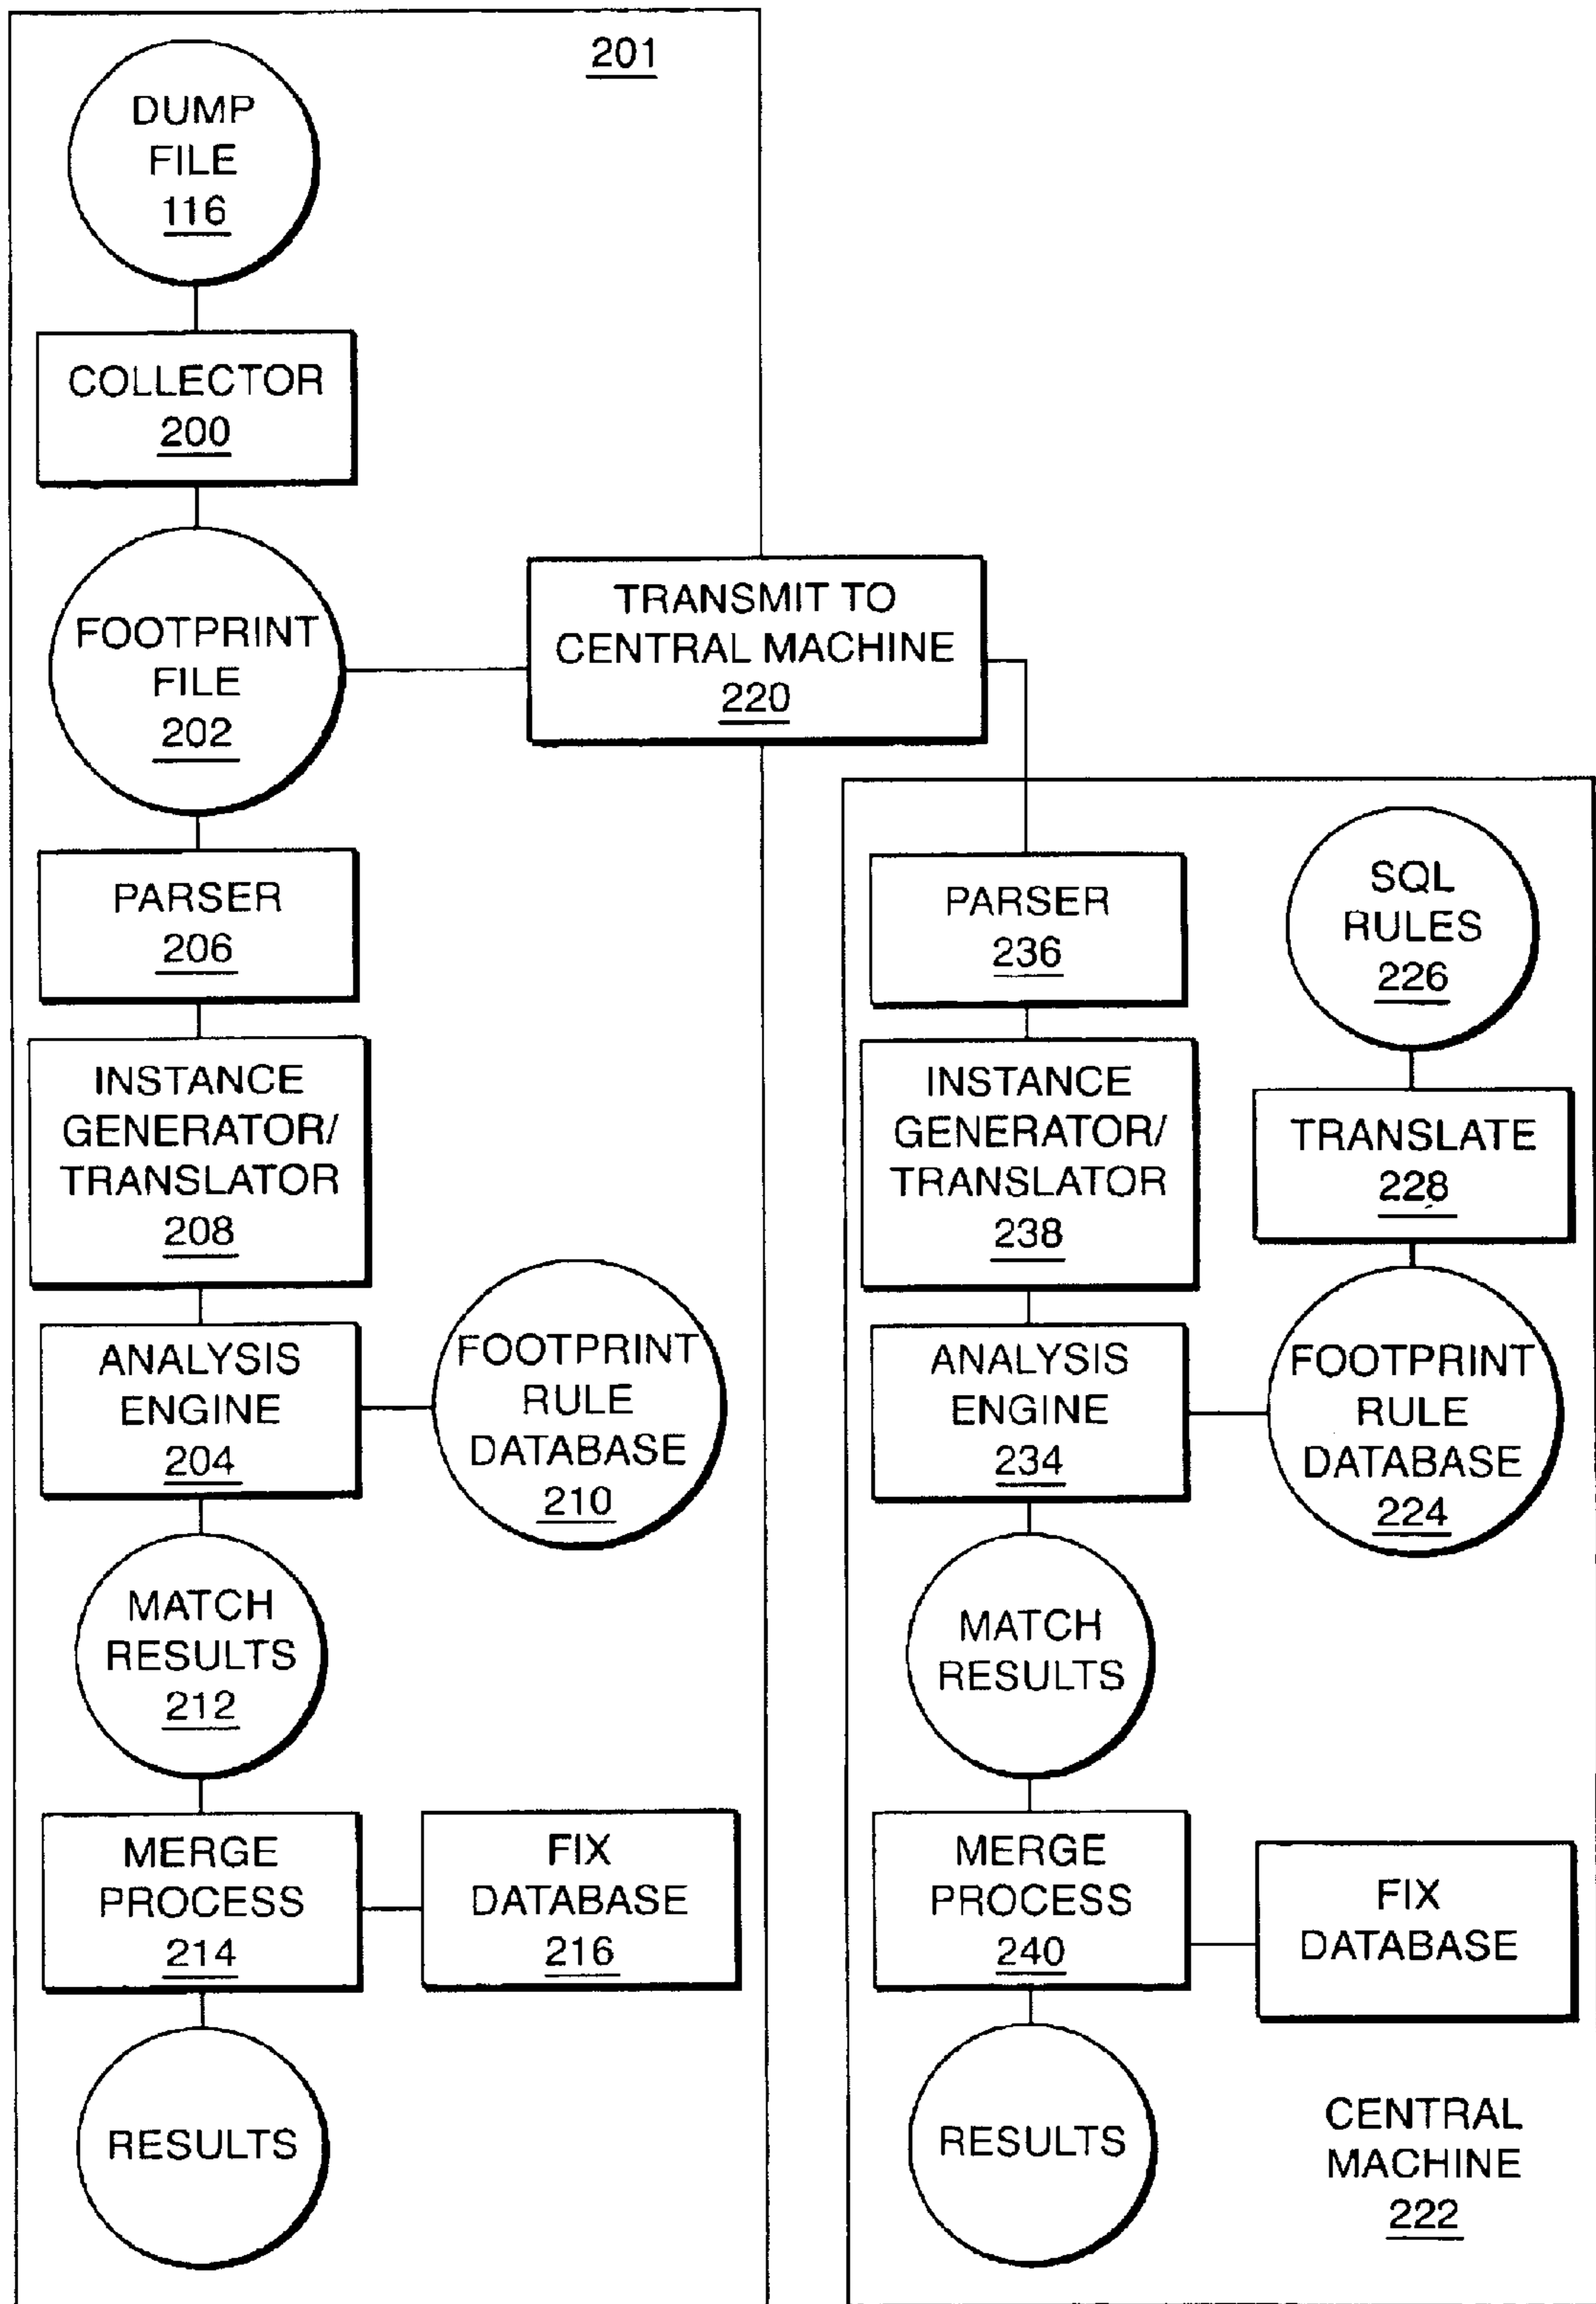 201
DUMP
FILE
116
COLLECTOR
200
FOOTPRINT
FILE
202
TRANSMIT TO
CENTRAL MACHINE
220
PARSER
206
INSTANCE
GENERATOR/
TRANSLATOR
208
ANALYSIS
ENGINE
204
FOOTPRINT
RULE
DATABASE
210
MATCH
RESULTS
212
MERGE
PROCESS
214
FIX
DATABASE
216
RESULTS
PARSER
236
SQL
RULES
226
INSTANCE
GENERATOR/
TRANSLATOR
238
TRANSLATE
228
ANALYSIS
ENGINE
234
FOOTPRINT
RULE
DATABASE
224
MATCH
RESULTS
MERGE
PROCESS
240
FIX
DATABASE
RESULTS
CENTRAL
MACHINE
222